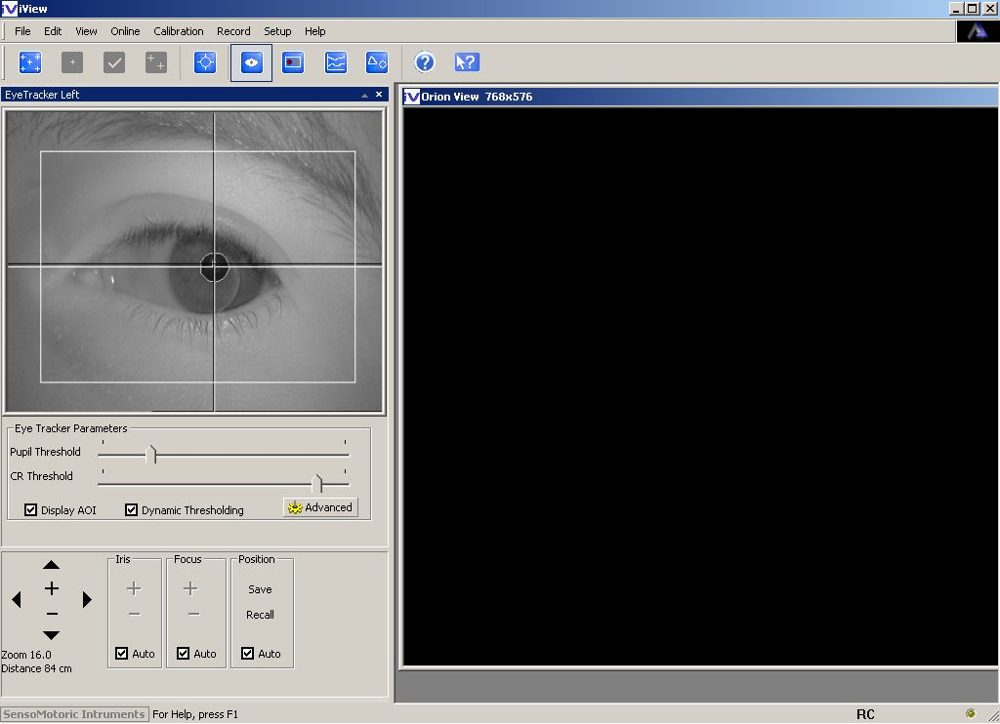 iView
File Edit View Online Calibration Record Setup Help
EyeTracker Left
Orion View 768x576
Eye Tracker Parameters
Pupil Threshold
CR Threshold
Display AOI Dynamic Thresholding Advanced
Iris Focus Position
Save
Recall
Auto Auto Auto
Zoom 16.0
Distance 84 cm
SensoMotoric Intruments For Help, press F1 RC